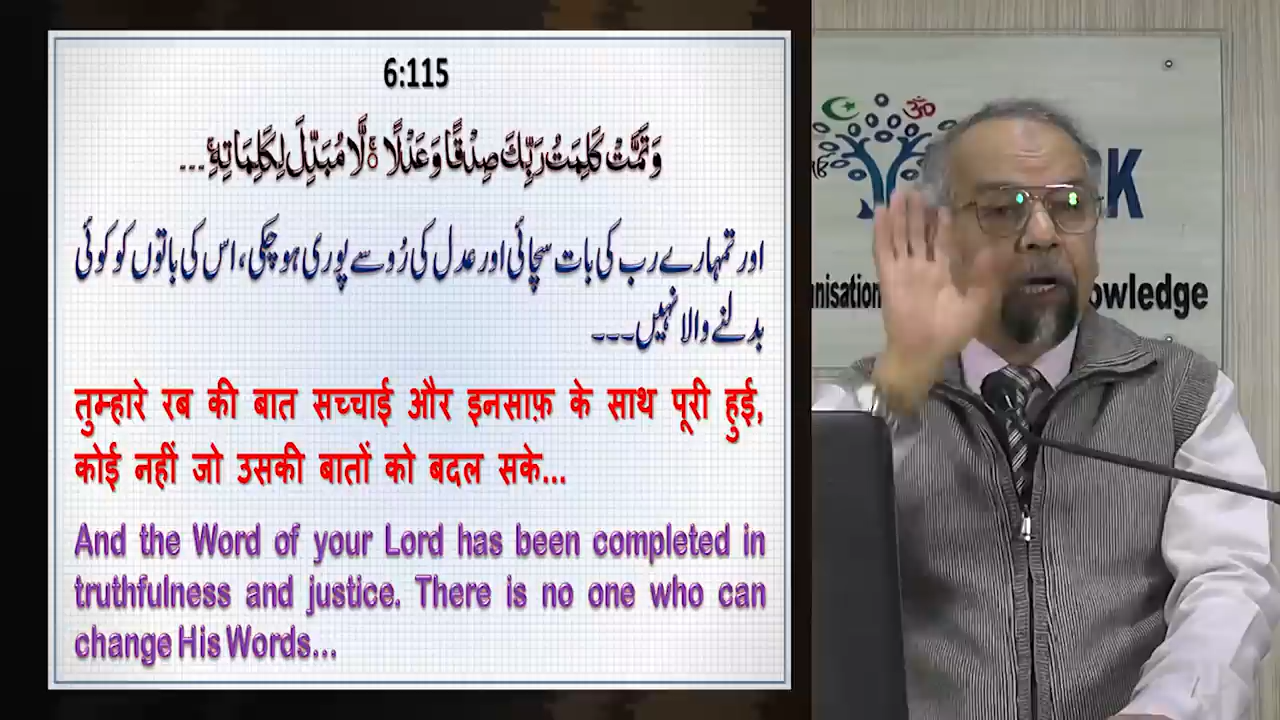 6:115
وَتَمَّتْ كَلِمَتُ رَبِّكَ صِدْقًا وَعَدْلًا ۚ لَّا مُبَدِّلَ لِكَلِمَاتِهِ ۚ...
اور تمہارے رب کی بات سچائی اور عدل کی رُو سے پوری ہو چکی، اس کی باتوں کو کوئی
بدلنے والا نہیں۔۔۔
तुम्हारे रब की बात सच्चाई और इनसाफ़ के साथ पूरी हुई,
कोई नहीं जो उसकी बातों को बदल सके...
And the Word of your Lord has been completed in
truthfulness and justice. There is no one who can
change His Words...
ॐ
K
nisation
owledge